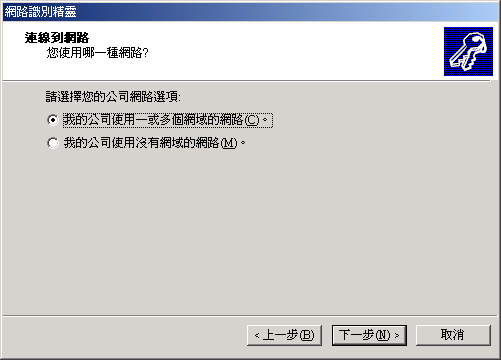 網路識別精靈
連線到網路
您使用哪一種網路?
請選擇您的公司網路選項:
我的公司使用一或多個網域的網路(C)。
我的公司使用沒有網域的網路(M)。
< 上一步(B) 下一步(N) > 取消